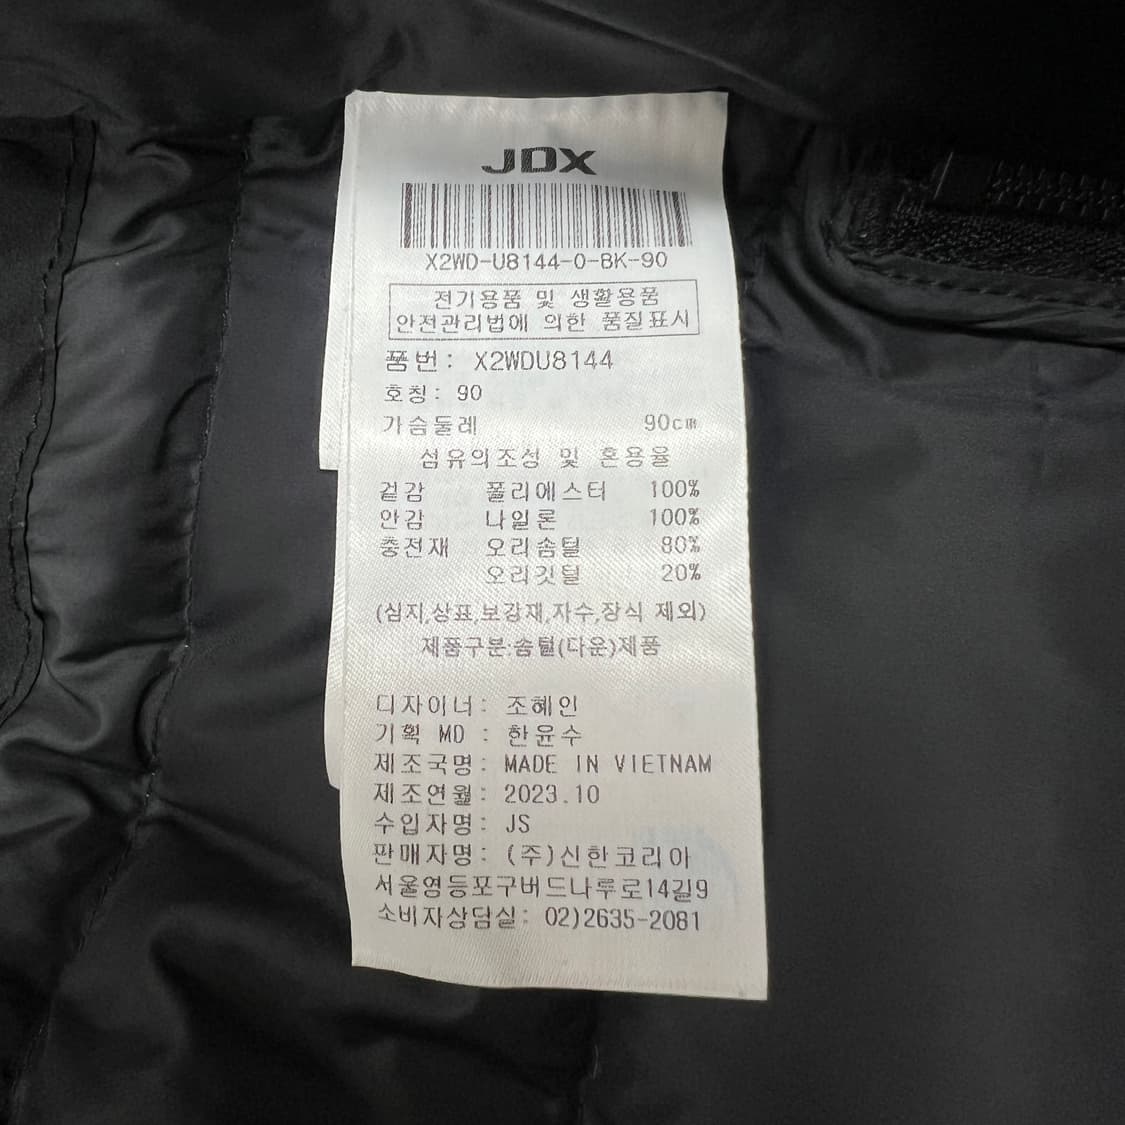 JDX
X2WD-U8144-0-BK-90
전기용품 및 생활용품
안전관리법에 의한 품질표시
품번: X2WDU8144
호칭: 90
가슴둘레 90cm
섬유의조성 및 혼용율
겉감 폴리에스터 100%
안감 나일론 100%
충전재 오리솜털 80%
오리깃털 20%
(심지,상표,보강재,자수,장식 제외)
제품구분:솜털(다운)제품
디자이너: 조혜인
기획 MD : 한윤수
제조국명: MADE IN VIETNAM
제조연월: 2023.10
수입자명: JS
판매자명: (주)신한코리아
서울영등포구버드나루로14길9
소비자상담실: 02)2635-2081